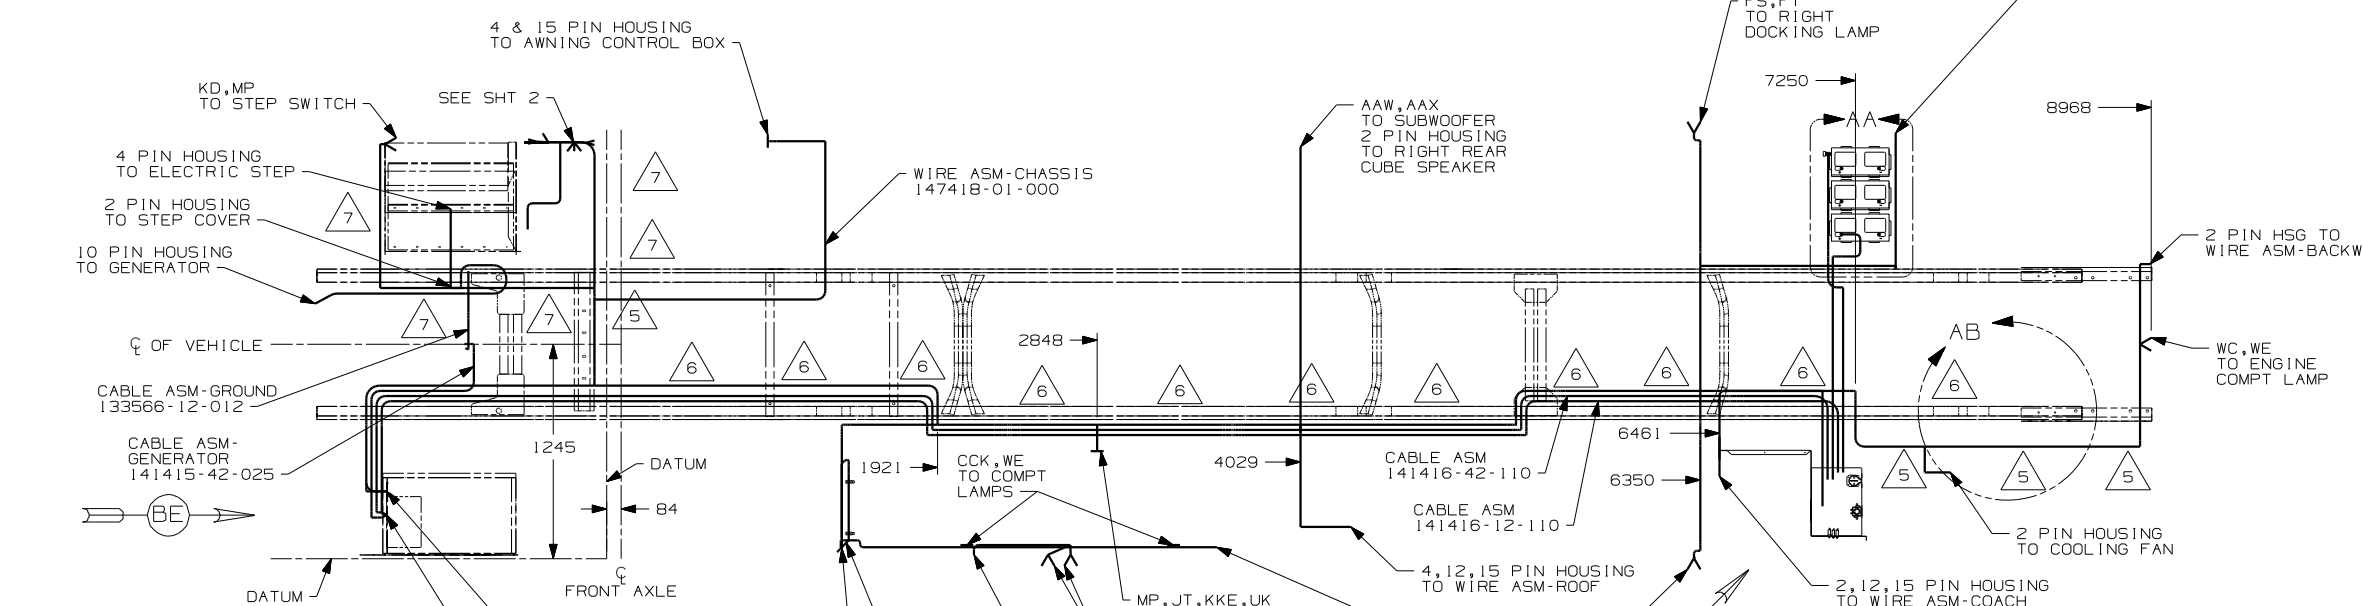 4 & 15 PIN HOUSING
TO AWNING CONTROL BOX
TO RIGHT
DOCKING LAMP
KD,MP
TO STEP SWITCH
SEE SHT 2
7250
8968
AAW,AAX
TO SUBWOOFER
2 PIN HOUSING
TO RIGHT REAR
CUBE SPEAKER
AA
4 PIN HOUSING
TO ELECTRIC STEP
WIRE ASM-CHASSIS
147418-01-000
7
7
7
2 PIN HOUSING
TO STEP COVER
10 PIN HOUSING
TO GENERATOR
2 PIN HSG TO
WIRE ASM-BACKW
7
7
5
℄ OF VEHICLE
2848
AB
WC,WE
TO ENGINE
COMPT LAMP
6
6
6
6
6
6
6
6
6
6
6
CABLE ASM-GROUND
133566-12-012
CABLE ASM-
GENERATOR
141415-42-025
1245
DATUM
1921
CCK,WE
TO COMPT
LAMPS
4029
CABLE ASM
141416-42-110
6461
6350
5
5
5
BE
84
CABLE ASM
141416-12-110
2 PIN HOUSING
TO COOLING FAN
DATUM
℄
FRONT AXLE
MP,JT,KKE,UK
4,12,15 PIN HOUSING
TO WIRE ASM-ROOF
2,12,15 PIN HOUSING
TO WIRE ASM-COACH